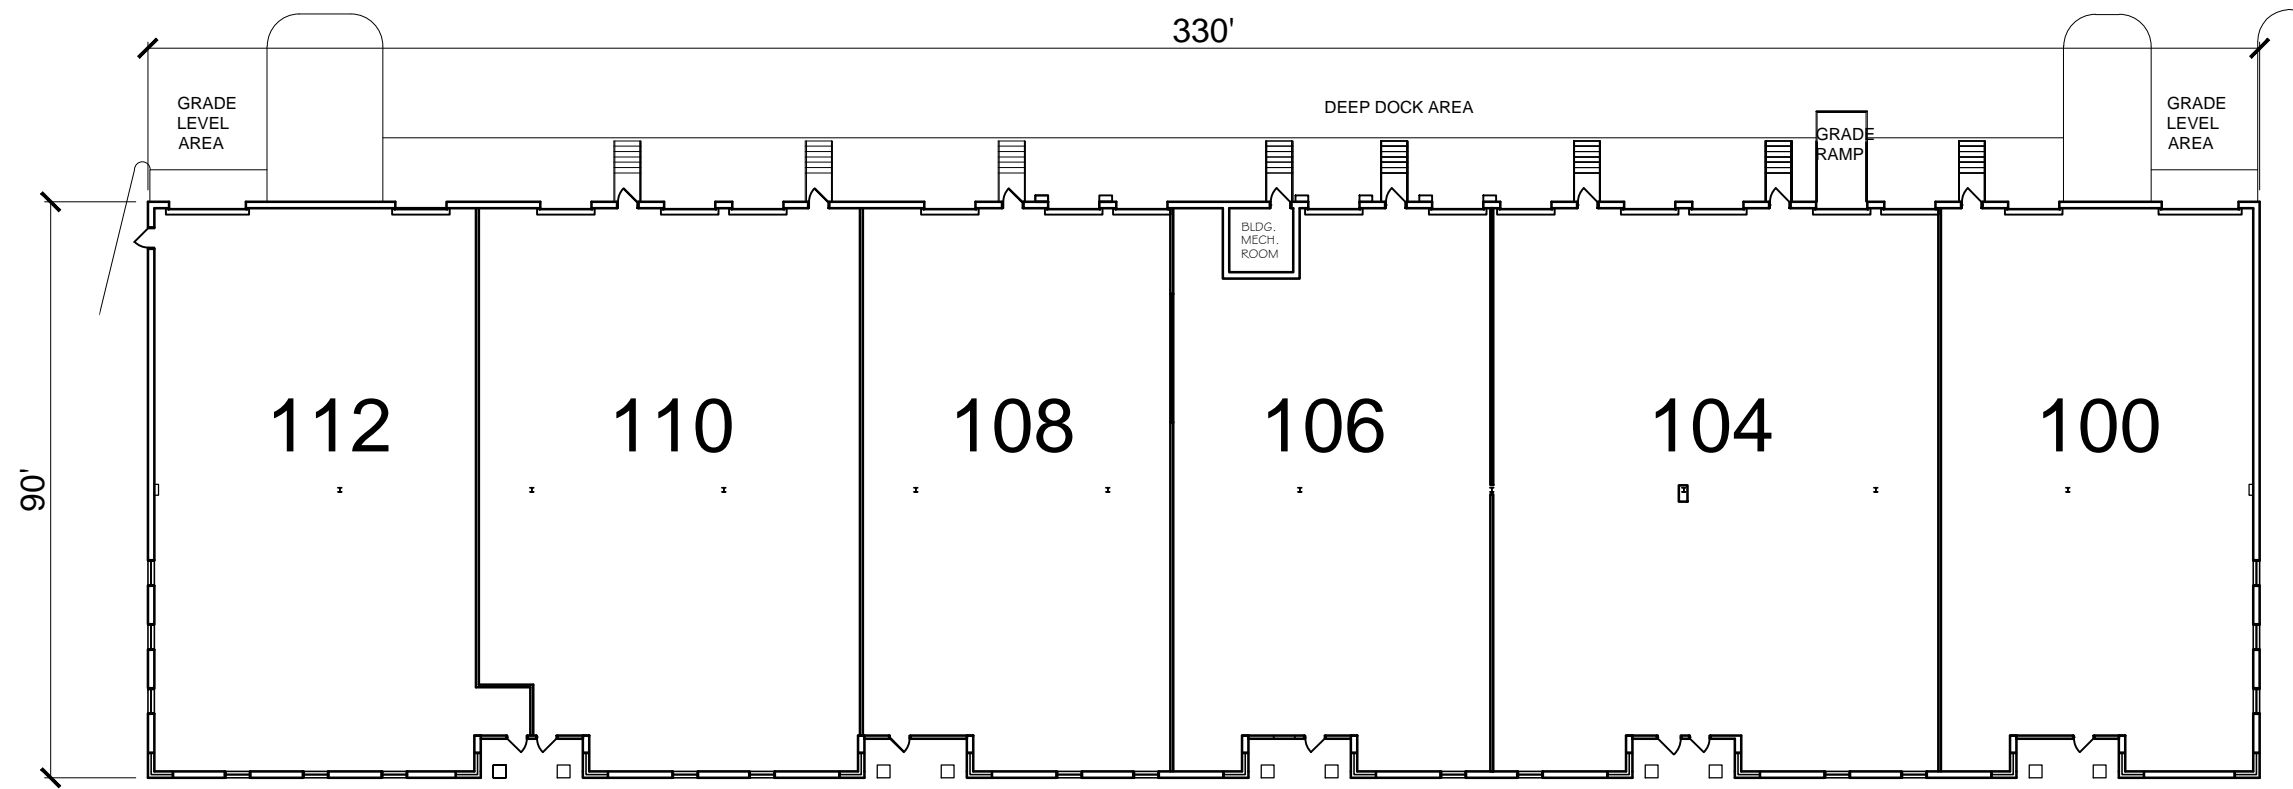 330'
GRADE
LEVEL
AREA
DEEP DOCK AREA
GRADE
RAMP
GRADE
LEVEL
AREA
BLDG.
MECH.
ROOM
112
110
108
106
104
100
90'